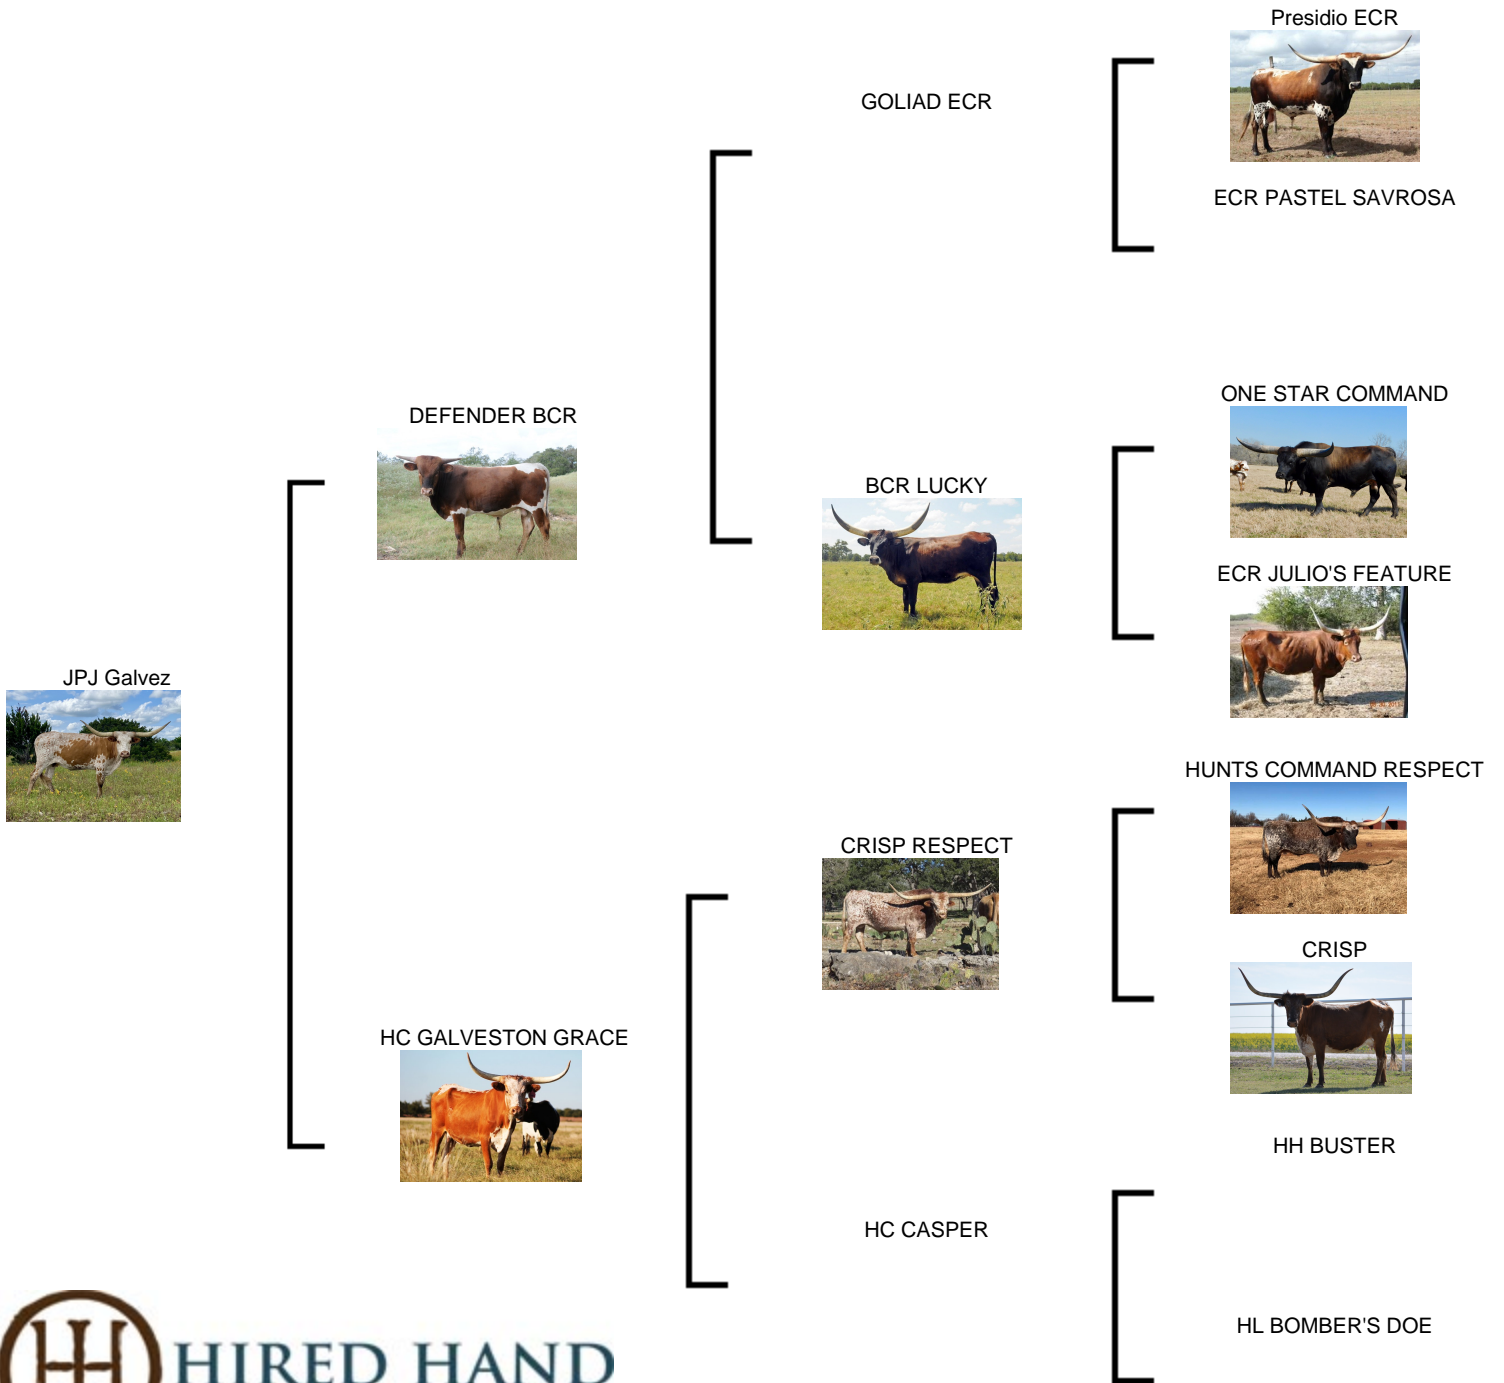 Presidio ECR
GOLIAD ECR
ECR PASTEL SAVROSA
ONE STAR COMMAND
DEFENDER BCR
BCR LUCKY
ECR JULIO'S FEATURE
JPJ Galvez
HUNTS COMMAND RESPECT
CRISP RESPECT
CRISP
HC GALVESTON GRACE
HH BUSTER
HC CASPER
HL BOMBER'S DOE
HIRED HAND